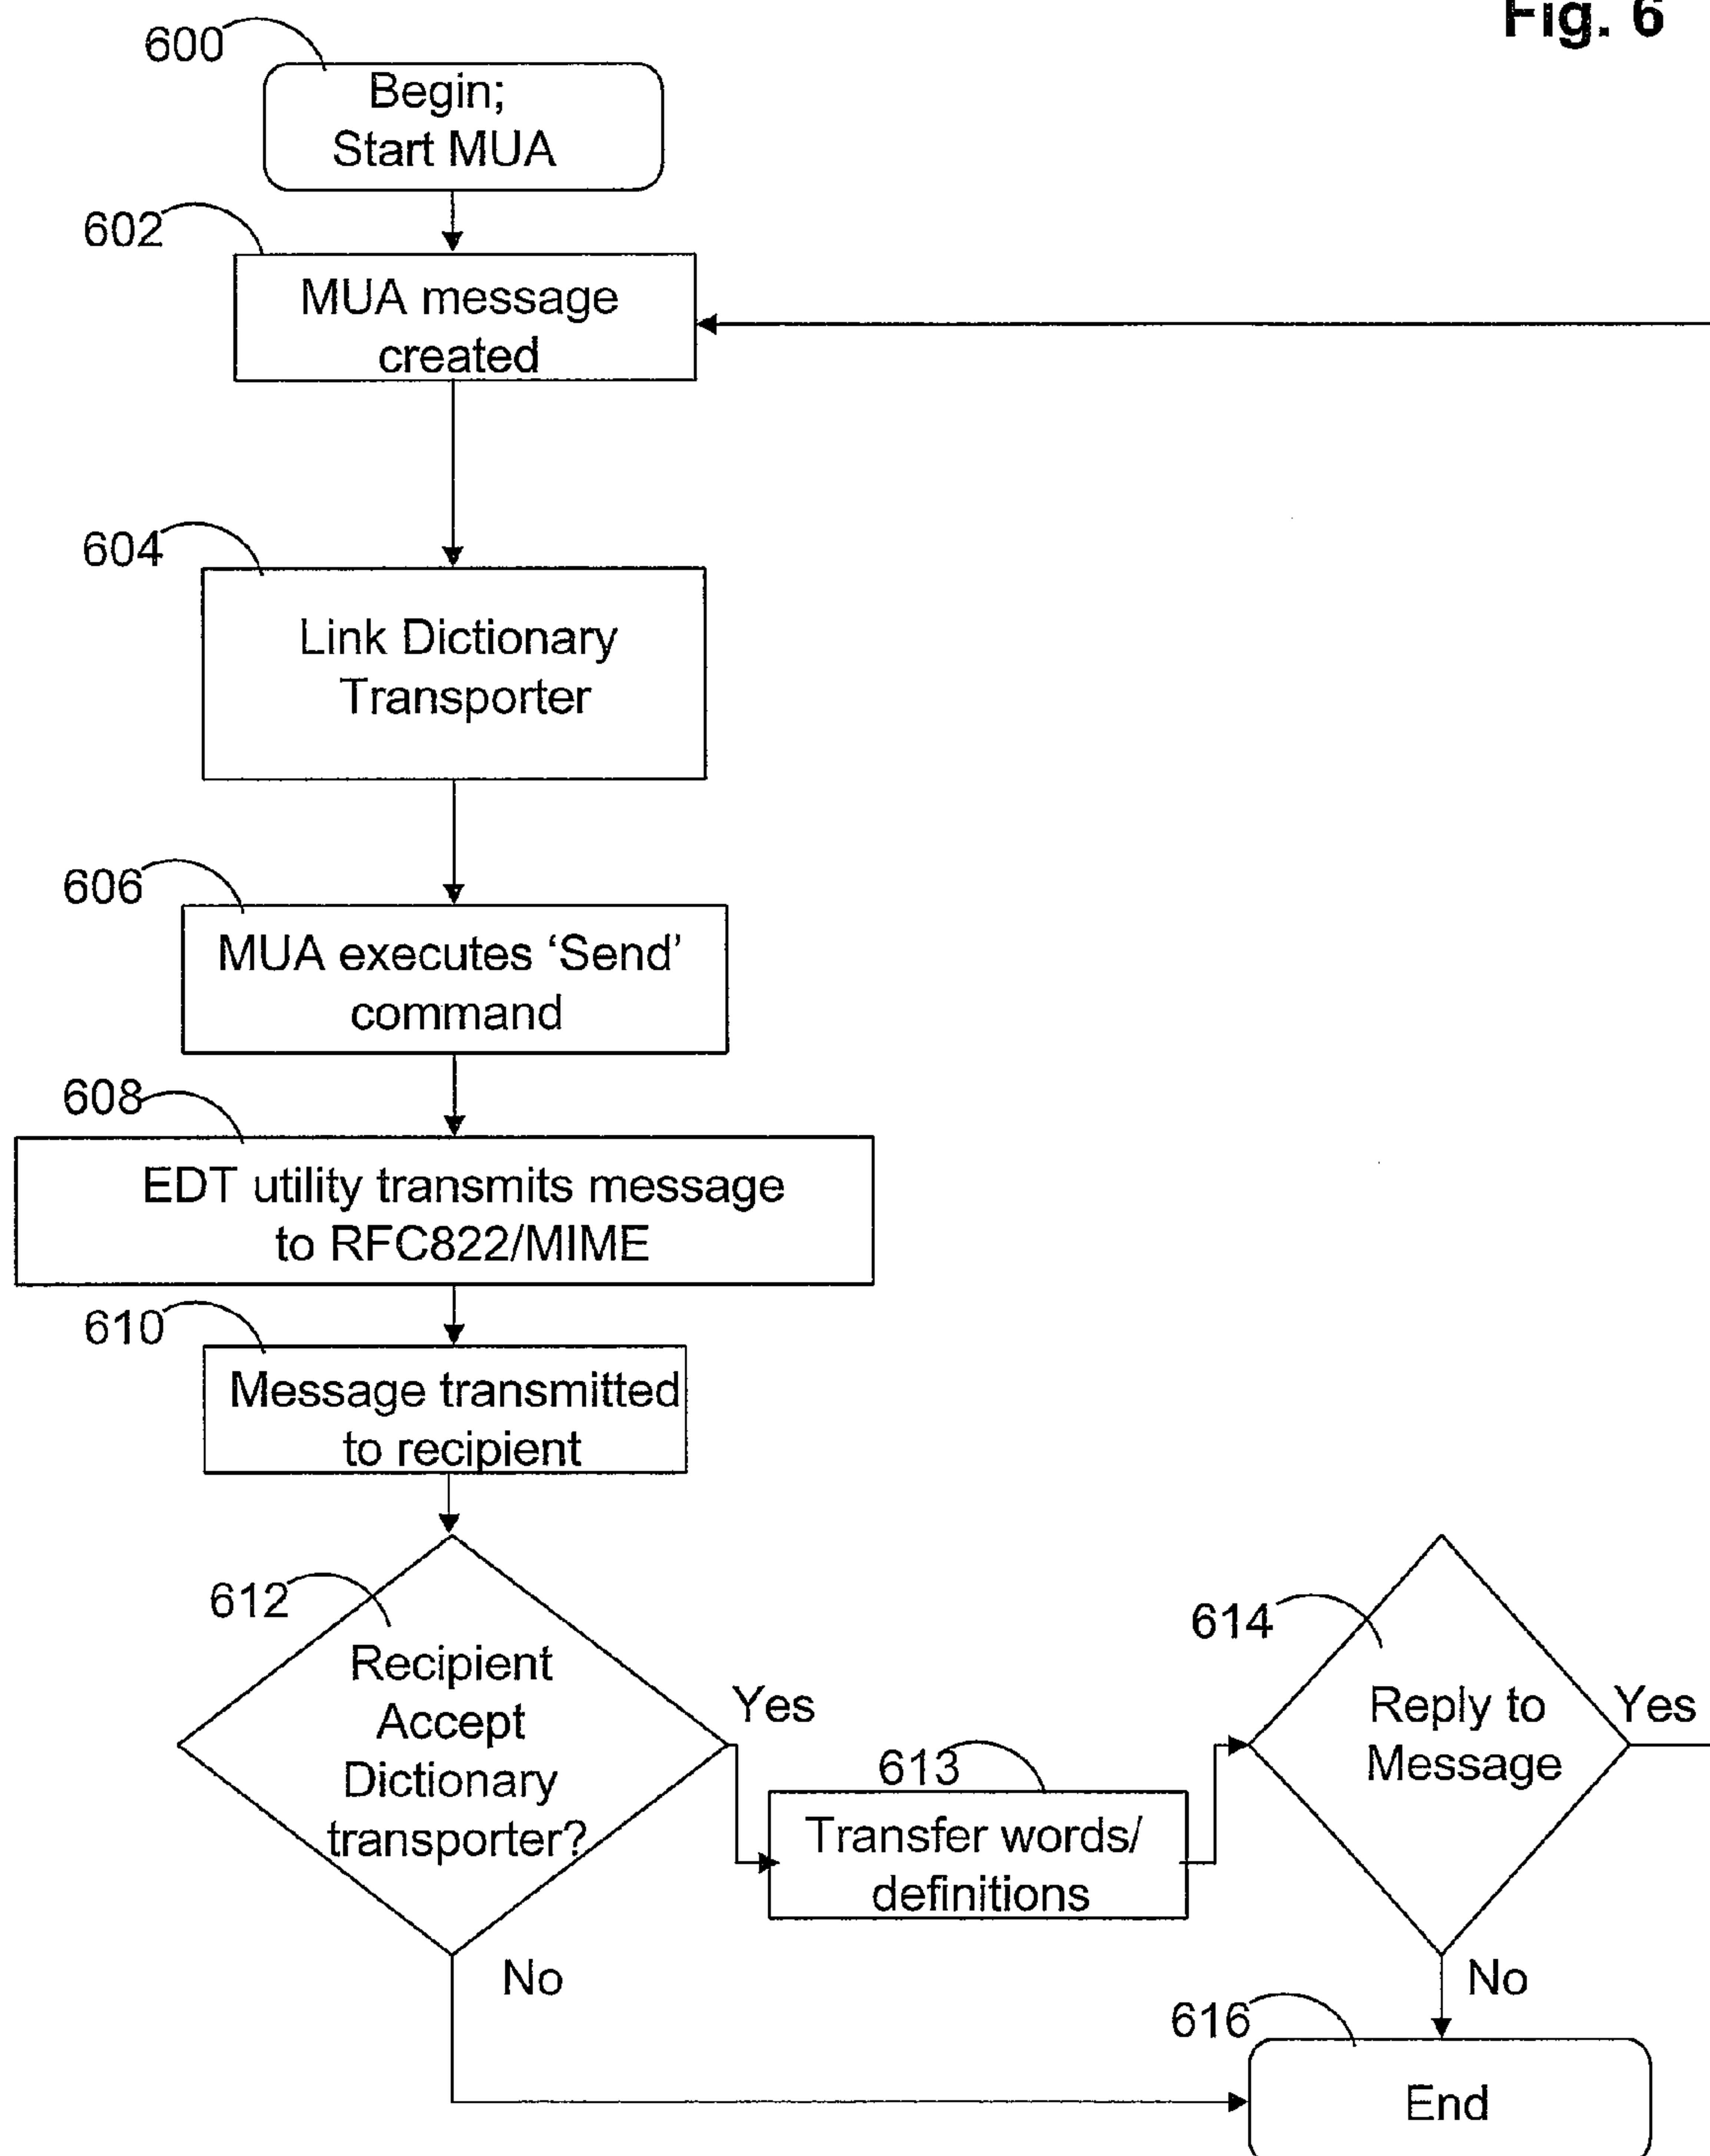 Fig. 6
600
Begin;
Start MUA
602
MUA message
created
604
Link Dictionary
Transporter
606
MUA executes ‘Send’
command
608
EDT utility transmits message
to RFC822/MIME
610
Message transmitted
to recipient
612
Recipient
Accept
Dictionary
transporter?
Yes
No
613
Transfer words/
definitions
614
Reply to
Message
Yes
No
616
End